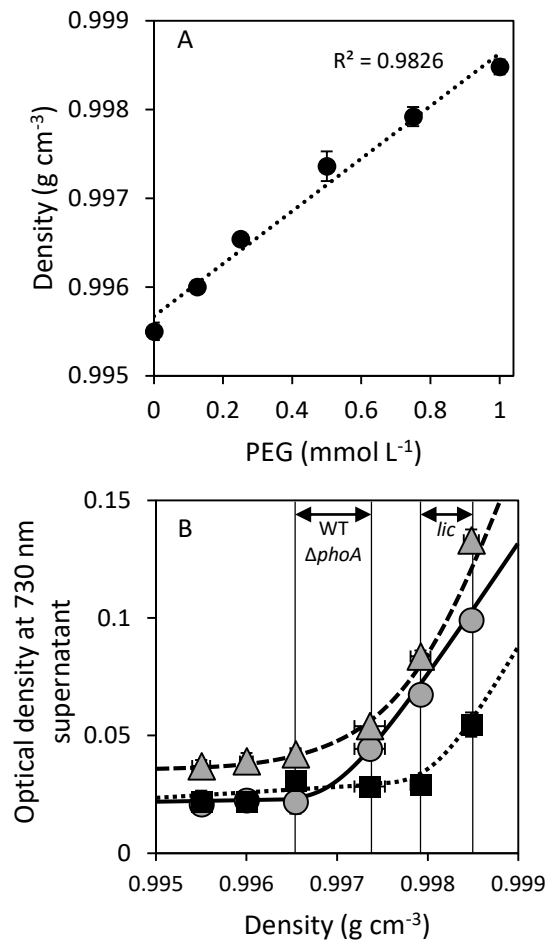 A
R² = 0.9826
0.999
0.998
0.997
0.996
0.995
Density (g cm⁻³)
0 0.2 0.4 0.6 0.8 1
PEG (mmol L⁻¹)
B
WT
ΔphoA
lic
0.15
0.1
0.05
0
Optical density at 730 nm
supernatant
0.995 0.996 0.997 0.998 0.999
Density (g cm⁻³)